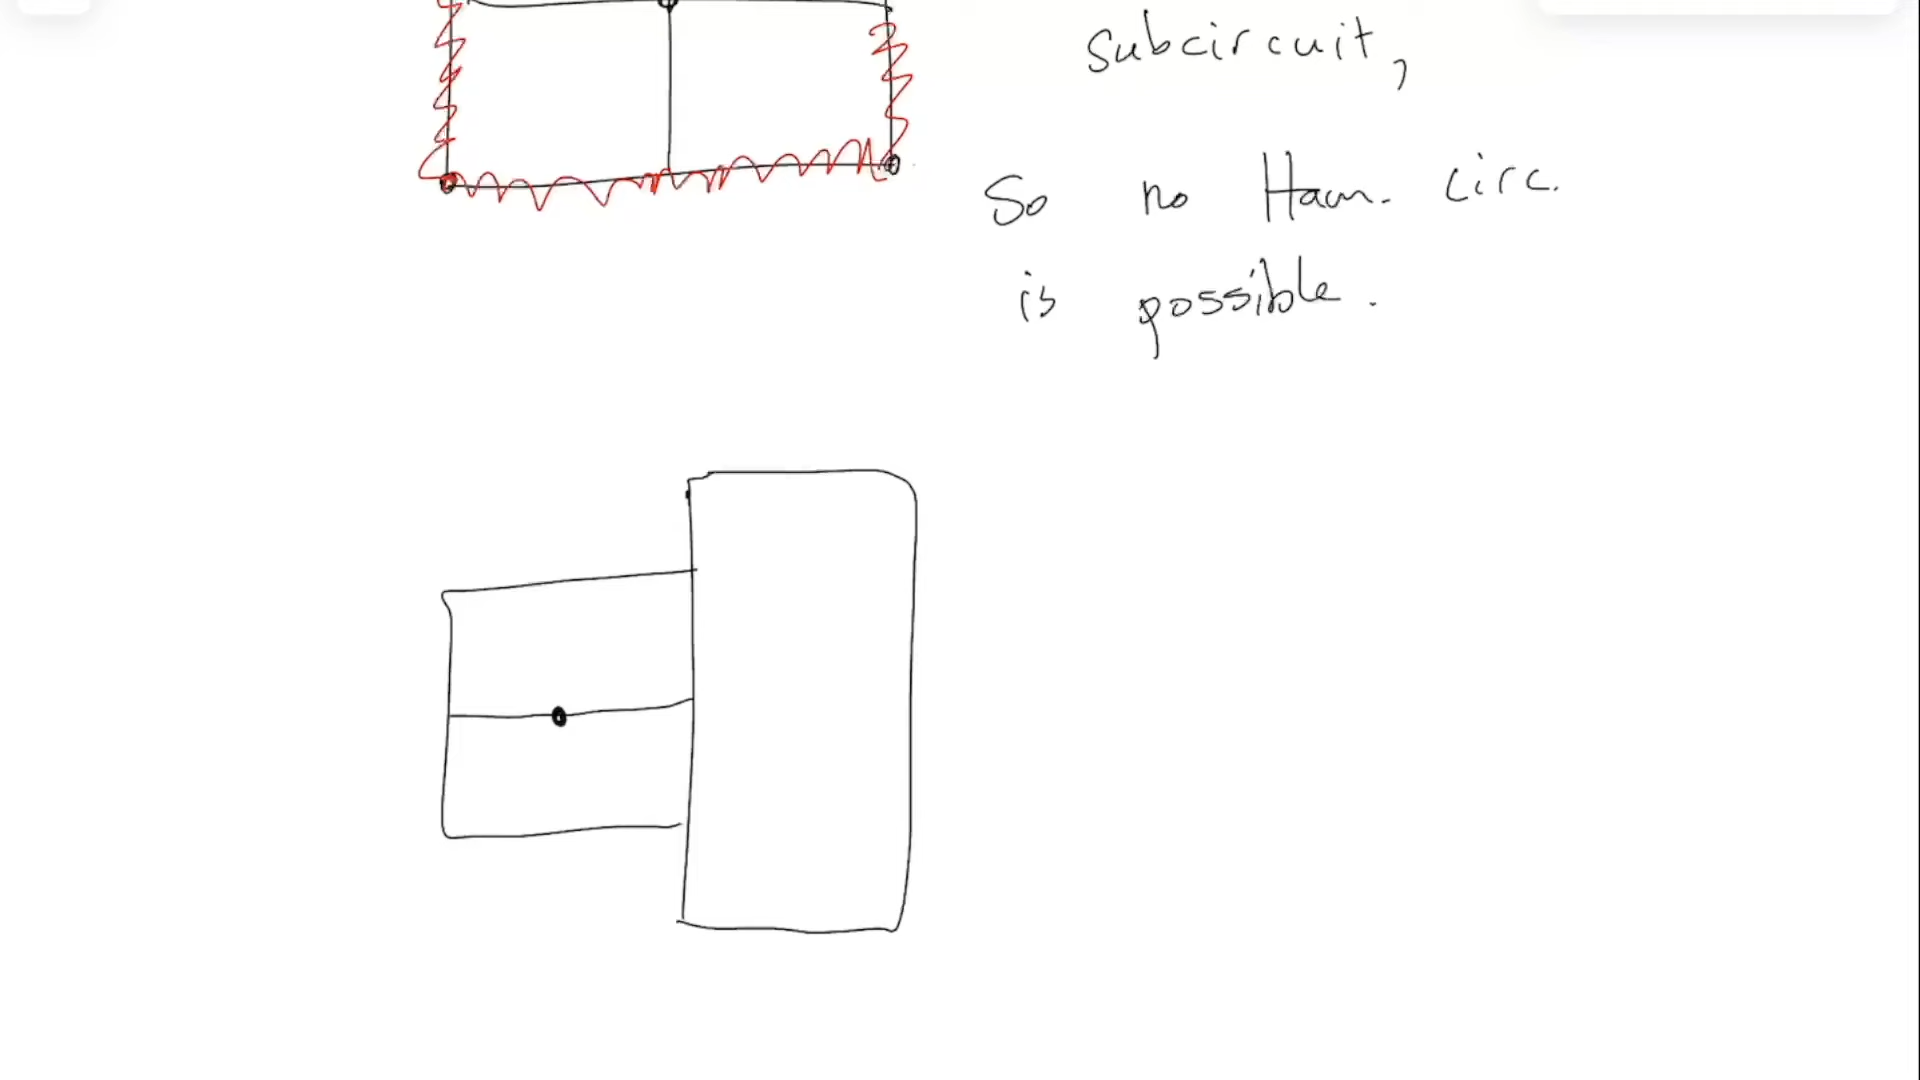 subcircuit,
So no Ham. circ.
is possible.